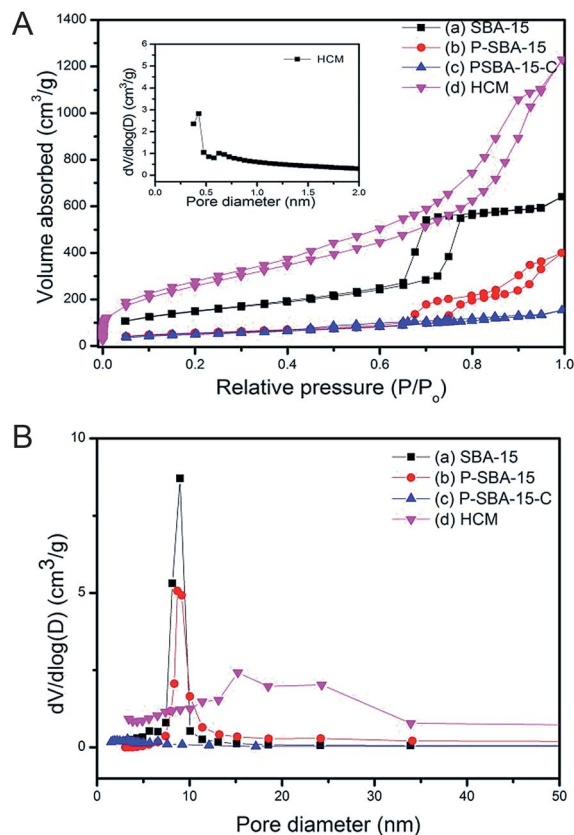 A
1400
1200
1000
800
600
400
200
0
Volume absorbed (cm³/g)
0.0 0.2 0.4 0.6 0.8 1.0
Relative pressure (P/Pₒ)
(a) SBA-15
(b) P-SBA-15
(c) PSBA-15-C
(d) HCM
6
5
4
3
2
1
0
dV/dlog(D) (cm³/g)
HCM
0.0 0.5 1.0 1.5 2.0
Pore diameter (nm)
B
10
5
0
dV/dlog(D) (cm³/g)
(a) SBA-15
(b) P-SBA-15
(c) P-SBA-15-C
(d) HCM
0 10 20 30 40 50
Pore diameter (nm)